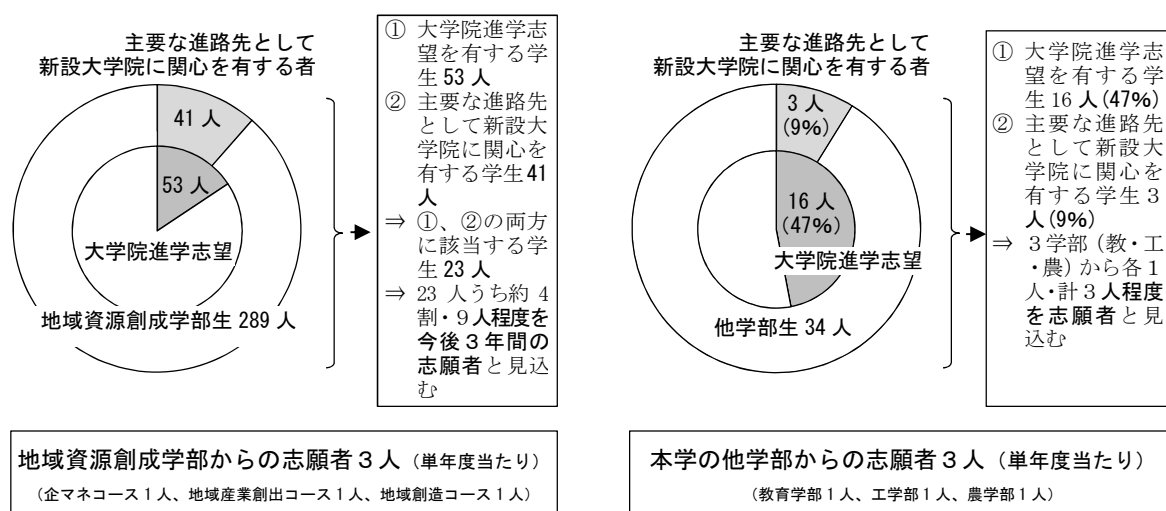 主要な進路先として
新設大学院に関心を有する者
41 人
53 人
大学院進学志望
地域資源創成学部生 289 人
① 大学院進学志
望を有する学
生 53 人
② 主要な進路先
として新設大
学院に関心を
有する学生 41
人
⇒ ①、②の両方
に該当する学
生 23 人
⇒ 23 人うち約 4
割・9人程度を
今後3年間の
志願者と見込
む
地域資源創成学部からの志願者3人（単年度当たり）
（企マネコース1人、地域産業創出コース1人、地域創造コース1人）
主要な進路先として
新設大学院に関心を有する者
3 人
(9%)
16 人
(47%)
大学院進学志望
他学部生 34 人
① 大学院進学志
望を有する学
生 16 人(47%)
② 主要な進路先
として新設大
学院に関心を
有する学生 3
人(9%)
⇒ 3学部（教・工
・農）から各1
人・計3人程度
を志願者と見
込む
本学の他学部からの志願者3人（単年度当たり）
（教育学部1人、工学部1人、農学部1人）